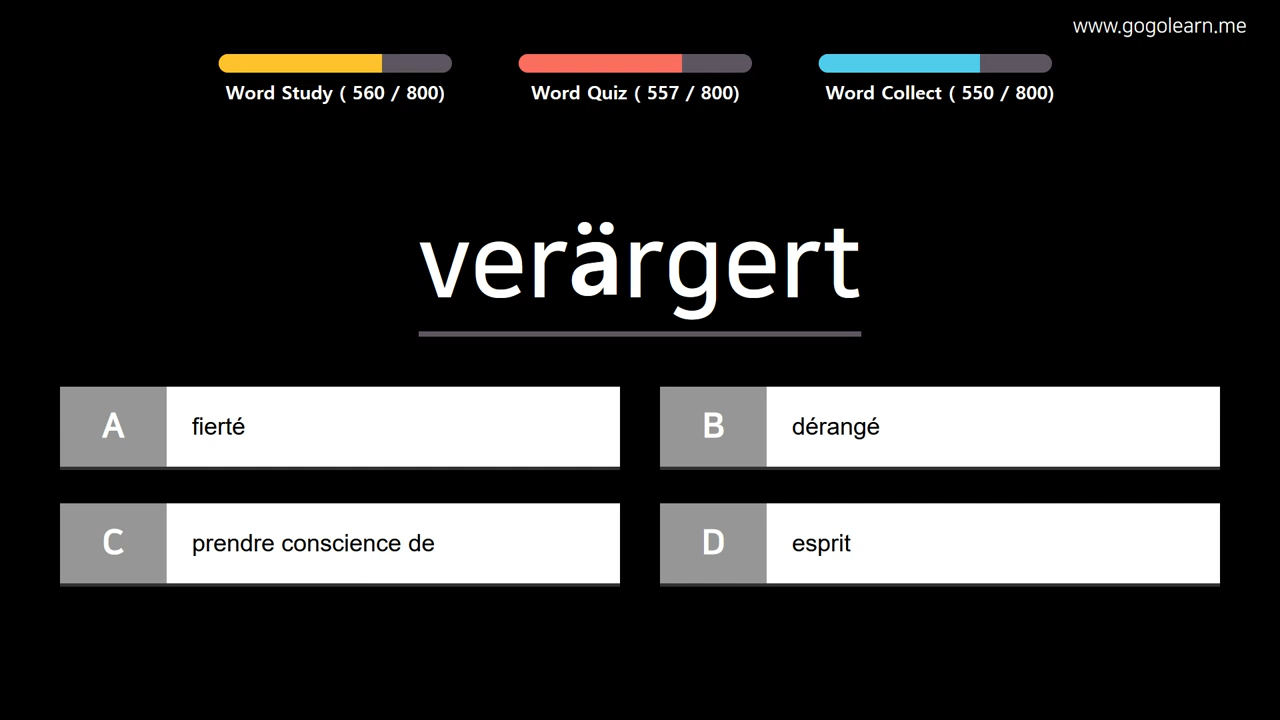 www.gogolearn.me
Word Study ( 560 / 800)
Word Quiz ( 557 / 800)
Word Collect ( 550 / 800)
verärgert
A fierté
B dérangé
C prendre conscience de
D esprit